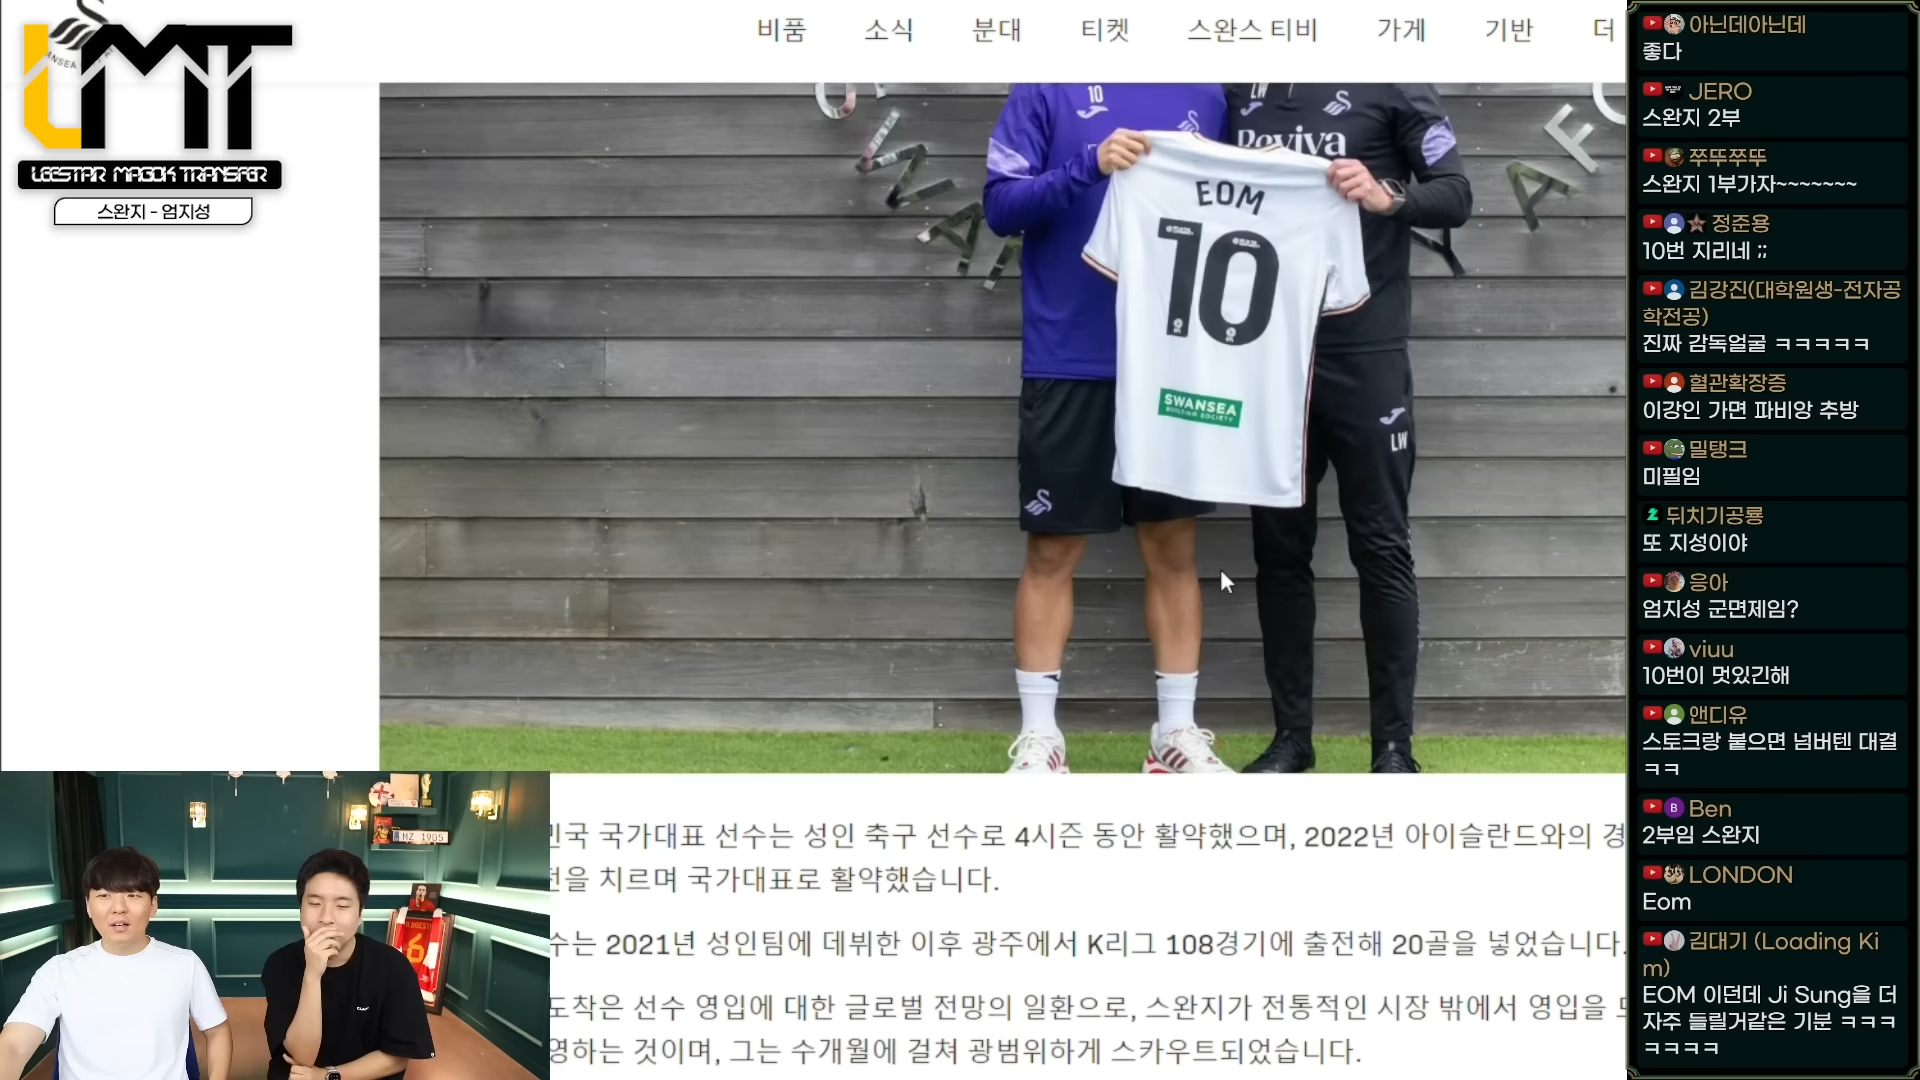 비품 소식 분대 티켓 스완스 티비 가게 기반 더
LMT
LEESTAR MAGOK TRANSFER
스완지 - 엄지성
10
LW
Reviva
EOM
10
SWANSEA
BUILDING SOCIETY
LW
MZ 1905
6
국 국가대표 선수는 성인 축구 선수로 4시즌 동안 활약했으며, 2022년 아이슬란드와의
을 치르며 국가대표로 활약했습니다.
수는 2021년 성인팀에 데뷔한 이후 광주에서 K리그 108경기에 출전해 20골을 넣었습니다.
도착은 선수 영입에 대한 글로벌 전망의 일환으로, 스완지가 전통적인 시장 밖에서 영입을
영하는 것이며, 그는 수개월에 걸쳐 광범위하게 스카우트되었습니다.
아닌데아닌데
좋다
JERO
스완지 2부
쭈뚜쭈뚜
스완지 1부가자~~~~~~~
정준용
10번 지리네 ;;
김강진(대학원생-전자공
학전공)
진짜 감독얼굴 ㅋㅋㅋㅋㅋ
혈관확장증
이강인 가면 파비앙 추방
밀탱크
미필임
뒤치기공룡
또 지성이야
응아
엄지성 군면제임?
viuu
10번이 멋있긴해
앤디유
스토크랑 붙으면 넘버텐 대결
ㅋㅋ
Ben
2부임 스완지
LONDON
Eom
김대기 (Loading Ki
m)
EOM 이던데 Ji Sung을 더
자주 들릴거같은 기분 ㅋㅋㅋ
ㅋㅋㅋㅋ